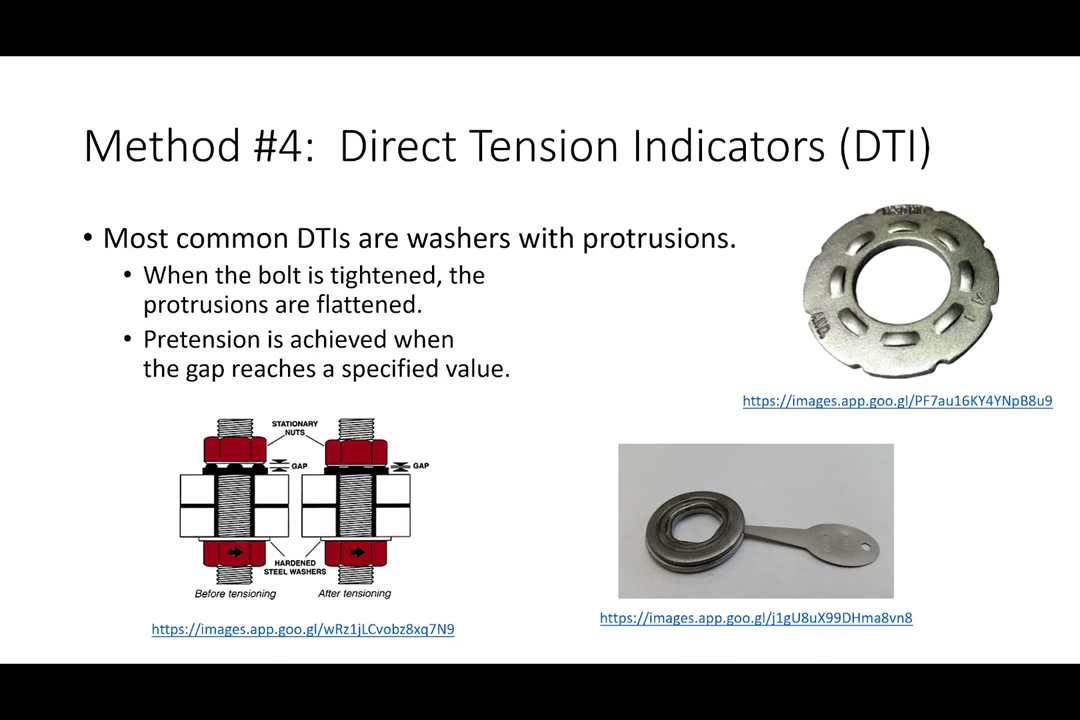 Method #4: Direct Tension Indicators (DTI)
• Most common DTIs are washers with protrusions.
• When the bolt is tightened, the
protrusions are flattened.
• Pretension is achieved when
the gap reaches a specified value.
https://images.app.goo.gl/PF7au16KY4YNpB8u9
STATIONARY
NUTS
GAP
GAP
HARDENED
STEEL WASHERS
Before tensioning
After tensioning
https://images.app.goo.gl/wRz1jLCvobz8xq7N9
https://images.app.goo.gl/j1gU8uX99DHma8vn8